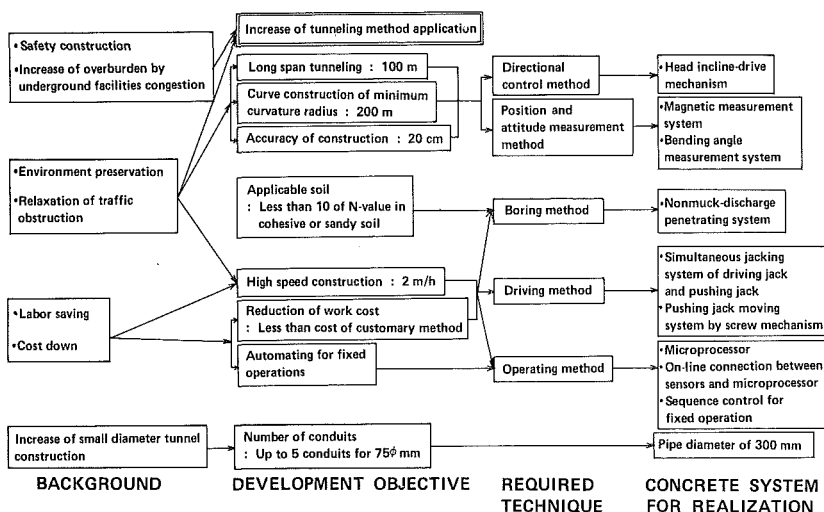 •Safety construction
•Increase of overburden by
underground facilities congestion
•Environment preservation
•Relaxation of traffic
obstruction
•Labor saving
•Cost down
Increase of small diameter tunnel
construction
BACKGROUND
Increase of tunneling method application
Long span tunneling : 100 m
Curve construction of minimum
curvature radius : 200 m
Accuracy of construction : 20 cm
Applicable soil
: Less than 10 of N-value in
cohesive or sandy soil
High speed construction : 2 m/h
Reduction of work cost
: Less than cost of customary method
Automating for fixed
operations
Number of conduits
: Up to 5 conduits for 75ϕ mm
DEVELOPMENT OBJECTIVE
Directional
control method
Position and
attitude measurement
method
Boring method
Driving method
Operating method
REQUIRED
TECHNIQUE
•Head incline-drive
mechanism
•Magnetic measurement
system
•Bending angle
measurement system
•Nonmuck-discharge
penetrating system
•Simultaneous jacking
system of driving jack
and pushing jack
•Pushing jack moving
system by screw mechanism
•Microprocessor
•On-line connection between
sensors and microprocessor
•Sequence control for
fixed operation
Pipe diameter of 300 mm
CONCRETE SYSTEM
FOR REALIZATION